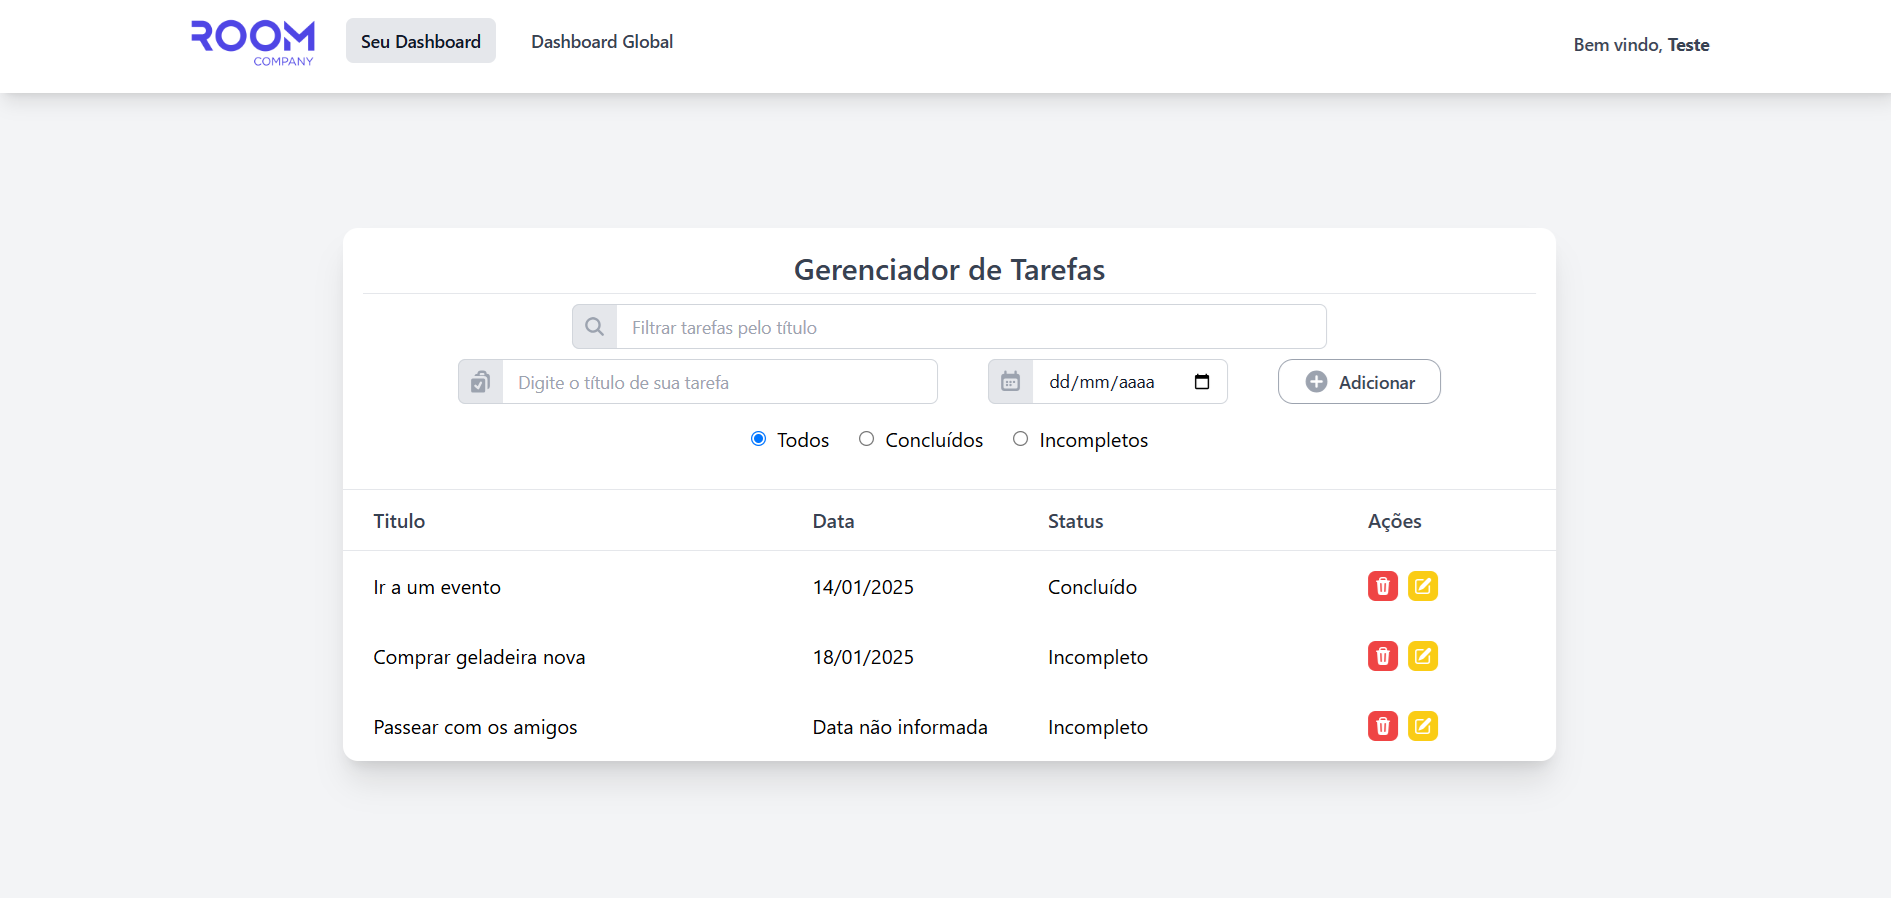 ROOM
COMPANY
Seu Dashboard
Dashboard Global
Bem vindo, Teste
Gerenciador de Tarefas
Filtrar tarefas pelo título
Digite o título de sua tarefa
dd/mm/aaaa
Adicionar
Todos
Concluídos
Incompletos
Titulo Data Status Ações
Ir a um evento 14/01/2025 Concluído
Comprar geladeira nova 18/01/2025 Incompleto
Passear com os amigos Data não informada Incompleto